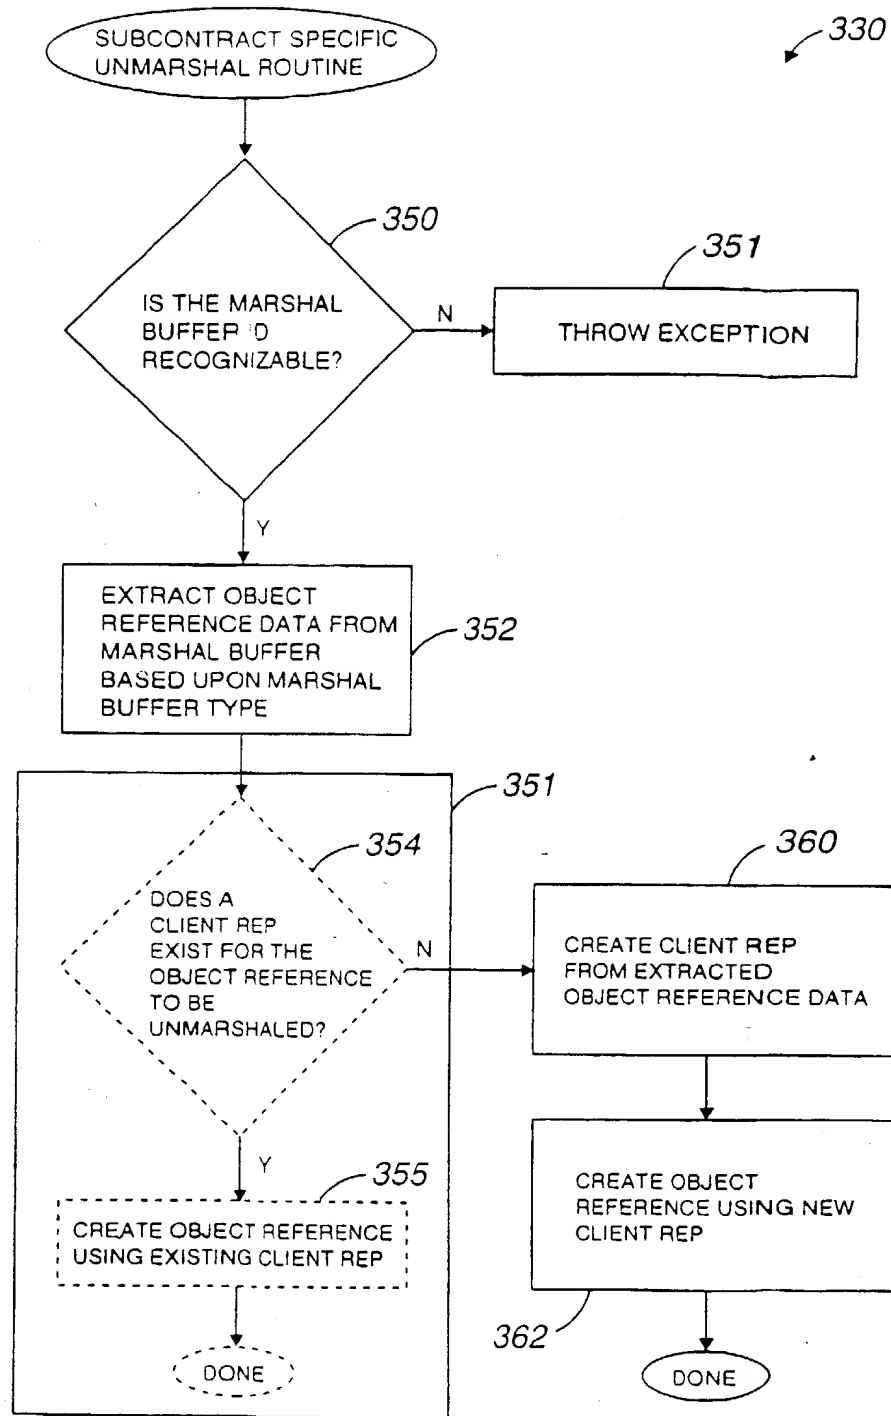 SUBCONTRACT SPECIFIC
UNMARSHAL ROUTINE
330
350
IS THE MARSHAL
BUFFER ID
RECOGNIZABLE?
N
351
THROW EXCEPTION
Y
EXTRACT OBJECT
REFERENCE DATA FROM
MARSHAL BUFFER
BASED UPON MARSHAL
BUFFER TYPE
352
351
354
DOES A
CLIENT REP
EXIST FOR THE
OBJECT REFERENCE
TO BE
UNMARSHALED?
N
360
CREATE CLIENT REP
FROM EXTRACTED
OBJECT REFERENCE DATA
Y
355
CREATE OBJECT REFERENCE
USING EXISTING CLIENT REP
DONE
CREATE OBJECT
REFERENCE USING NEW
CLIENT REP
362
DONE